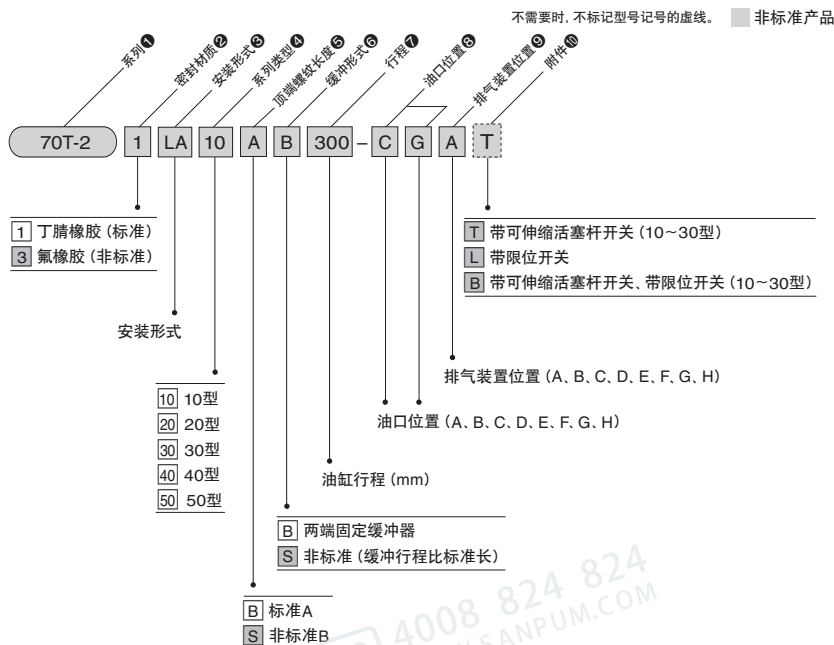 不需要时,不标记型号记号的虚线。 非标准产品
系列❶
密封材质❷
安装形式❸
系列类型❹
顶端螺纹长度❺
缓冲形式❻
行程❼
油口位置❽
排气装置位置❾
附件❿
70T-2 1 LA 10 A B 300 – C G A T
1 丁腈橡胶(标准)
3 氟橡胶(非标准)
T 带可伸缩活塞杆开关(10~30型)
L 带限位开关
B 带可伸缩活塞杆开关、带限位开关(10~30型)
安装形式
排气装置位置(A、B、C、D、E、F、G、H)
10 10型
20 20型
30 30型
40 40型
50 50型
油口位置(A、B、C、D、E、F、G、H)
油缸行程(mm)
B 两端固定缓冲器
S 非标准(缓冲行程比标准长)
B 标准A
S 非标准B
4008 824 824
SANPUM.COM